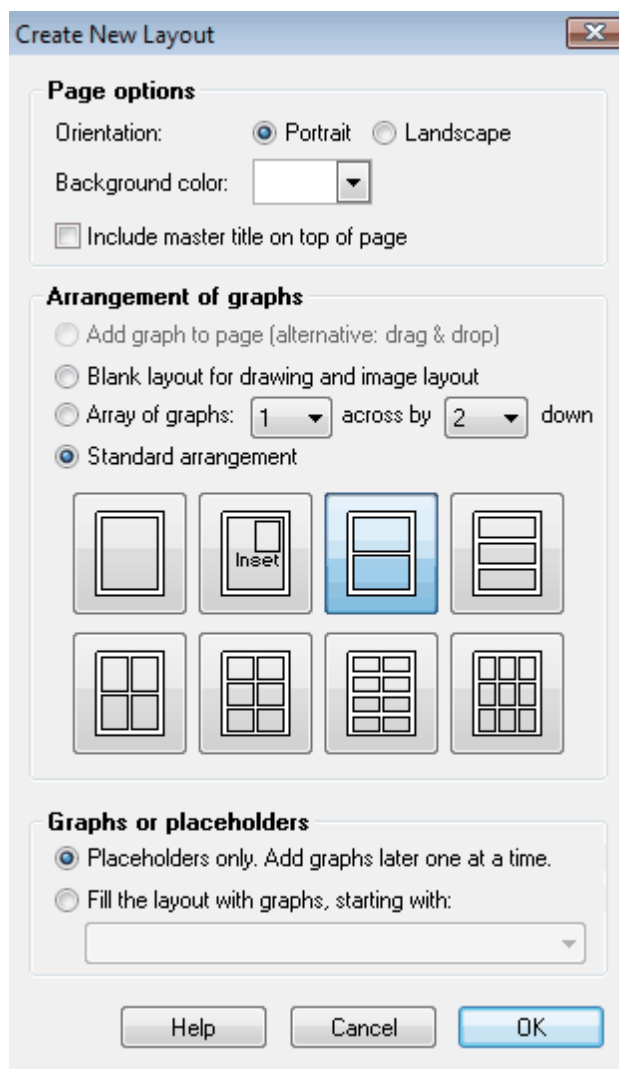 Create New Layout
Page options
Orientation: Portrait Landscape
Background color:
Include master title on top of page
Arrangement of graphs
Add graph to page (alternative: drag & drop)
Blank layout for drawing and image layout
Array of graphs: 1 across by 2 down
Standard arrangement
Inset
Graphs or placeholders
Placeholders only. Add graphs later one at a time.
Fill the layout with graphs, starting with:
Help Cancel OK